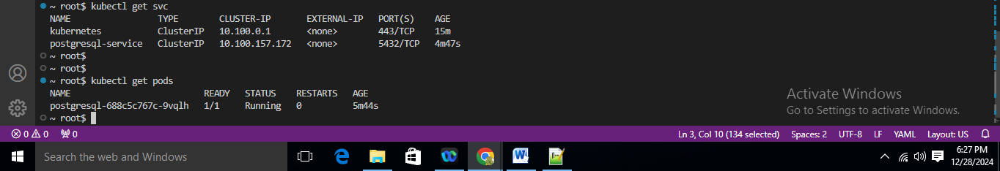 ~ root$ kubectl get svc
NAME TYPE CLUSTER-IP EXTERNAL-IP PORT(S) AGE
kubernetes ClusterIP 10.100.0.1 <none> 443/TCP 15m
postgresql-service ClusterIP 10.100.157.172 <none> 5432/TCP 4m47s
~ root$
~ root$
~ root$ kubectl get pods
NAME READY STATUS RESTARTS AGE
postgresql-688c5c767c-9vqlh 1/1 Running 0 5m44s
~ root$
Activate Windows
Go to Settings to activate Windows.
0 0 0 Ln 3, Col 10 (134 selected) Spaces: 2 UTF-8 LF YAML Layout: US
Search the web and Windows
6:27 PM
12/28/2024